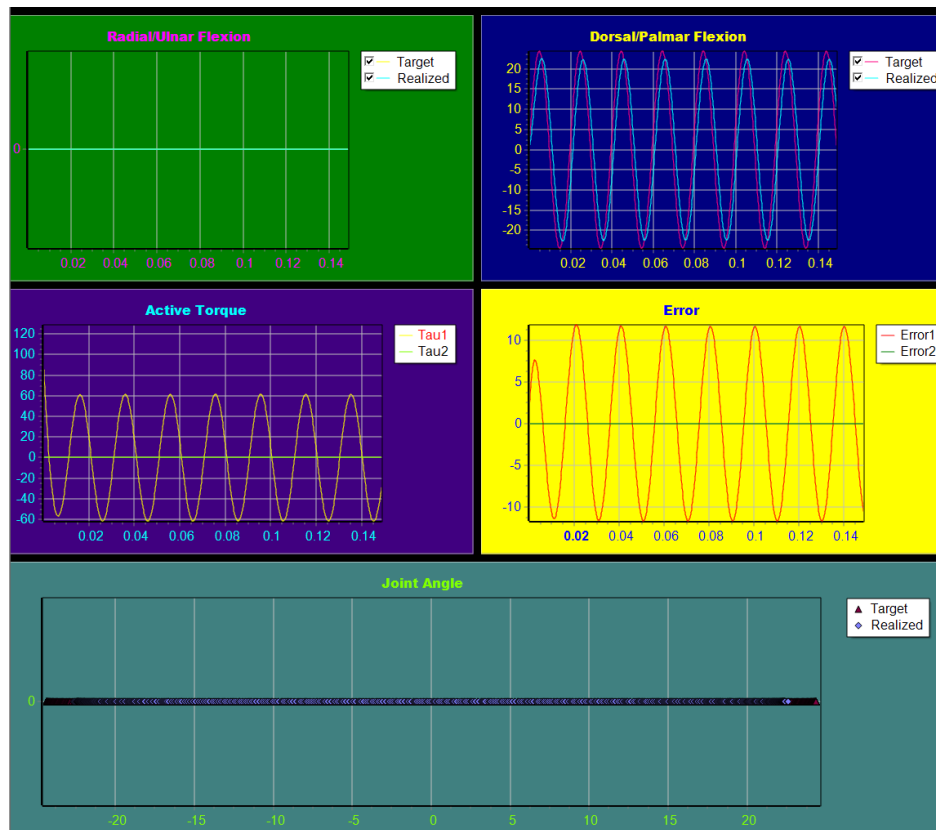 Radial/Ulnar Flexion
Target
Realized
0
0.02 0.04 0.06 0.08 0.1 0.12 0.14
Dorsal/Palmar Flexion
Target
Realized
20
15
10
5
0
-5
-10
-15
-20
0.02 0.04 0.06 0.08 0.1 0.12 0.14
Active Torque
Tau1
Tau2
120
100
80
60
40
20
0
-20
-40
-60
0.02 0.04 0.06 0.08 0.1 0.12 0.14
Error
Error1
Error2
10
5
0
-5
-10
0.02 0.04 0.06 0.08 0.1 0.12 0.14
Joint Angle
Target
Realized
0
-20 -15 -10 -5 0 5 10 15 20